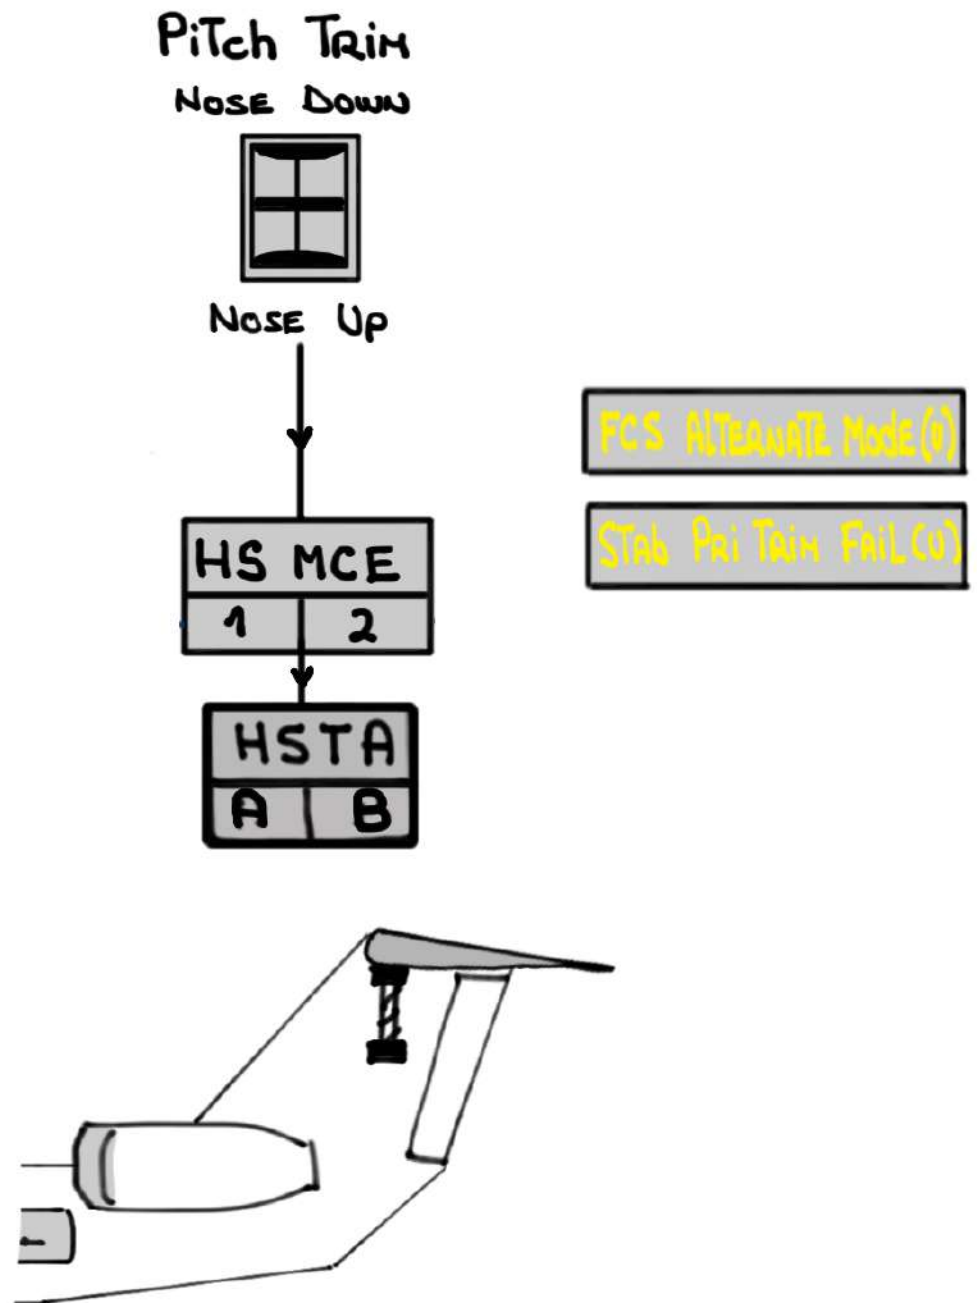 PiTch TRiM
NOSE DOWN
NOSE Up
FCS ALTERNATE MODE(U)
STAb PRi TRiM FAiL(U)
HS MCE
1 2
HSTA
A B